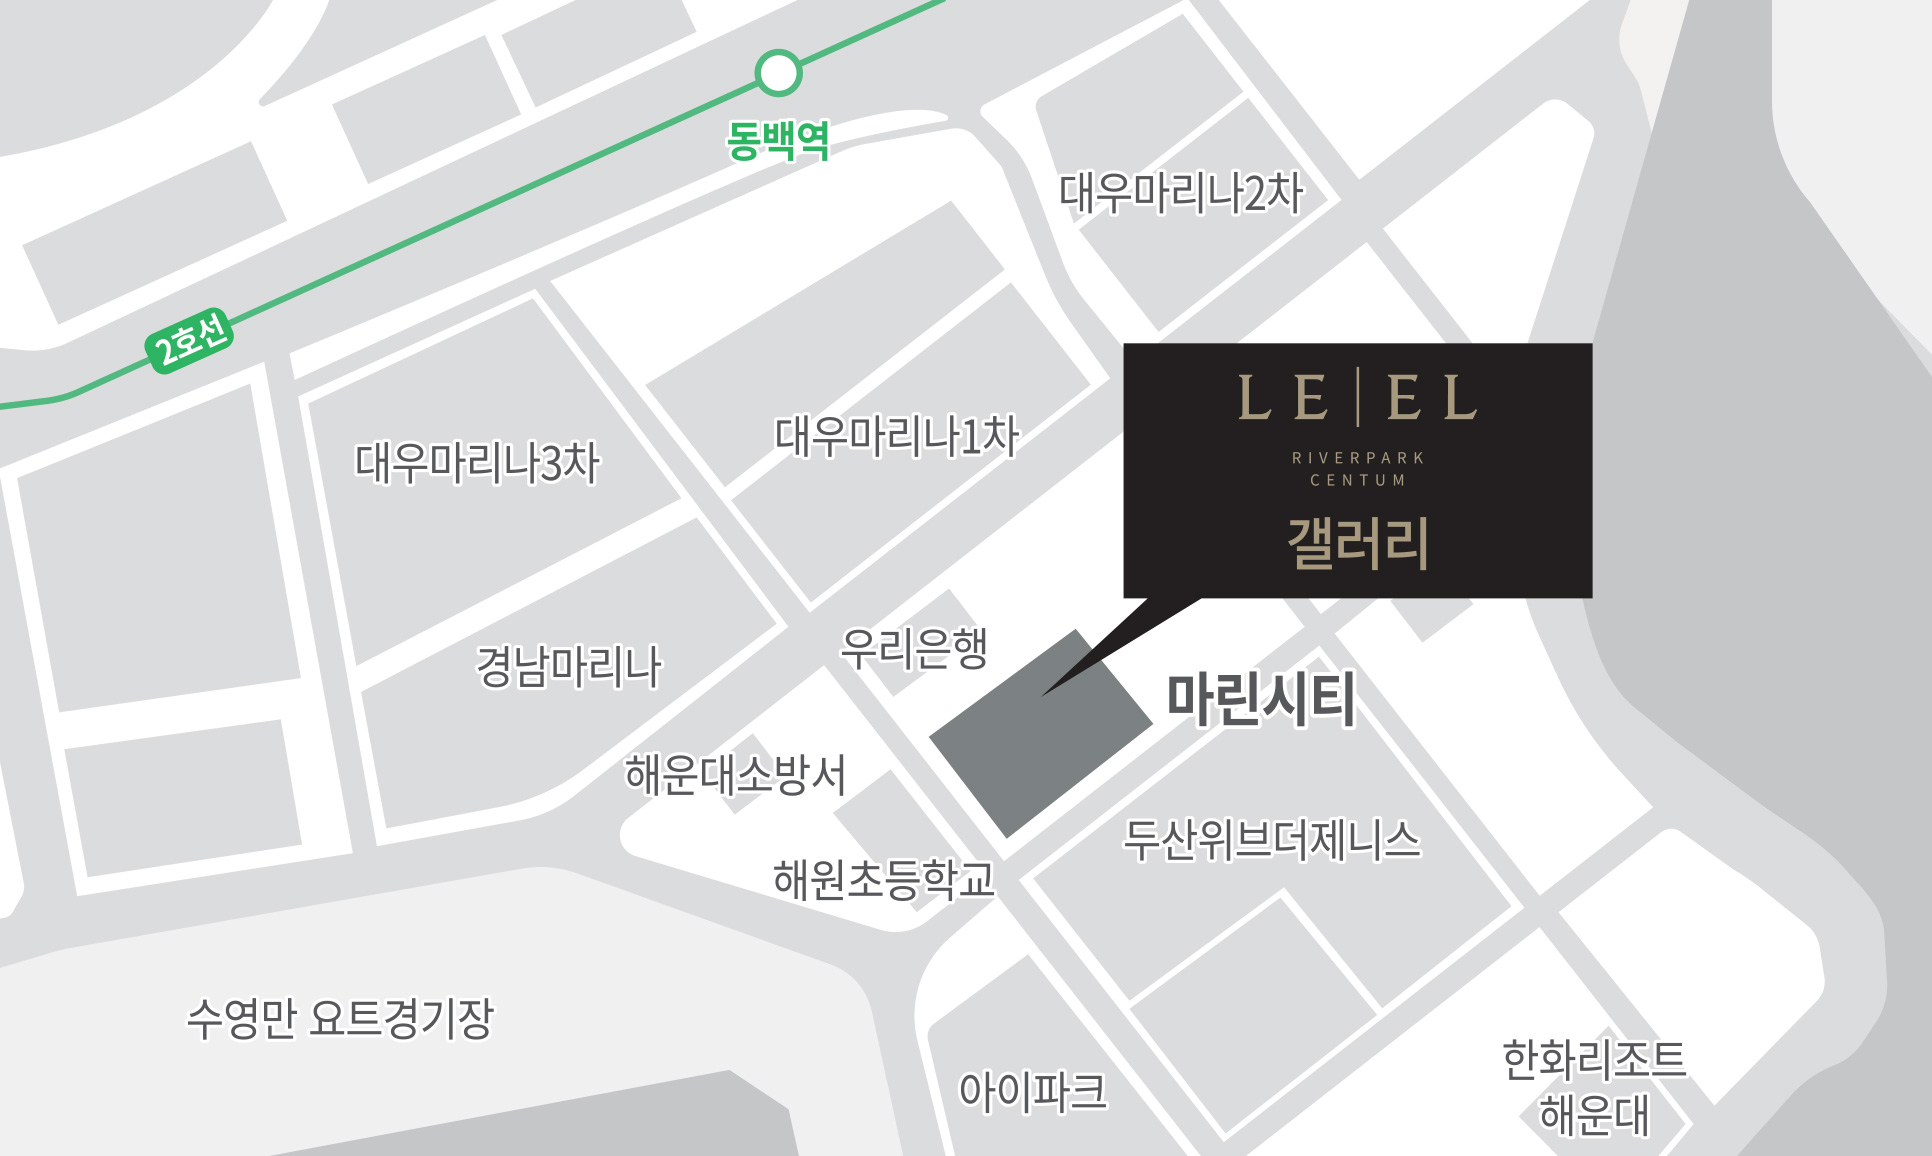 동백역
대우마리나2차
2호선
LE|EL
RIVERPARK
CENTUM
갤러리
대우마리나1차
대우마리나3차
우리은행
경남마리나
마린시티
해운대소방서
두산위브더제니스
해원초등학교
수영만 요트경기장
아이파크
한화리조트
해운대